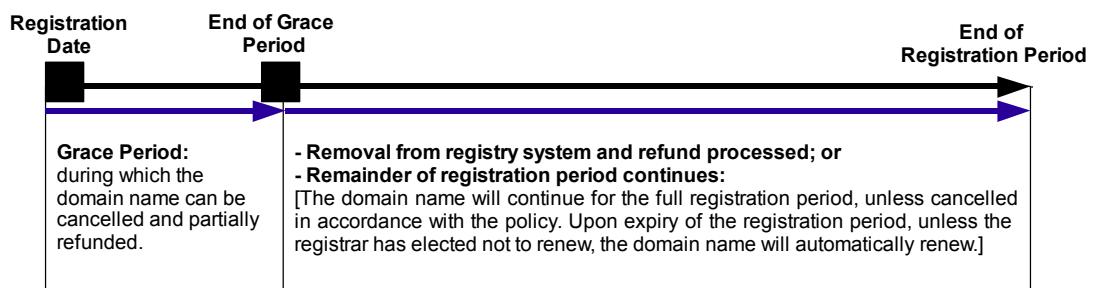 Registration
Date
End of Grace
Period
End of
Registration Period
Grace Period:
during which the
domain name can be
cancelled and partially
refunded.
- Removal from registry system and refund processed; or
- Remainder of registration period continues:
[The domain name will continue for the full registration period, unless cancelled
in accordance with the policy. Upon expiry of the registration period, unless the
registrar has elected not to renew, the domain name will automatically renew.]